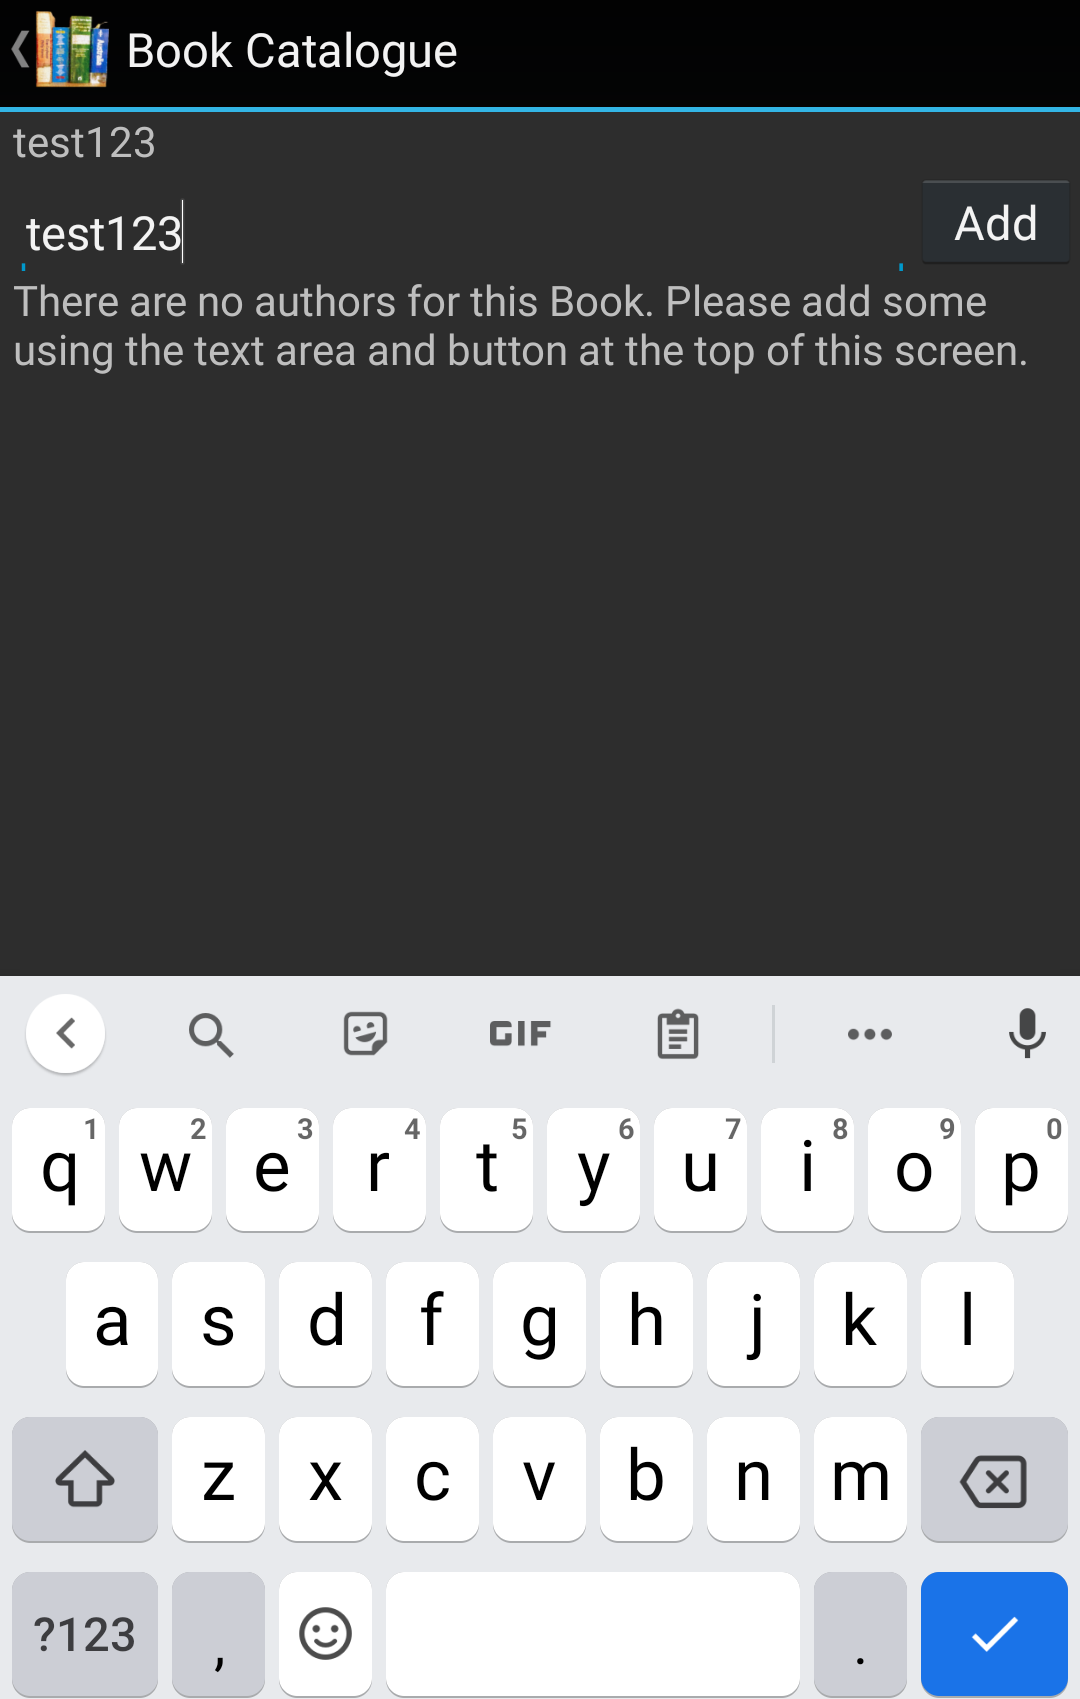 Book Catalogue
test123
test123
Add
There are no authors for this Book. Please add some
using the text area and button at the top of this screen.
GIF
q 1 w 2 e 3 r 4 t 5 y 6 u 7 i 8 o 9 p 0
a s d f g h j k l
z x c v b n m
?123 , .